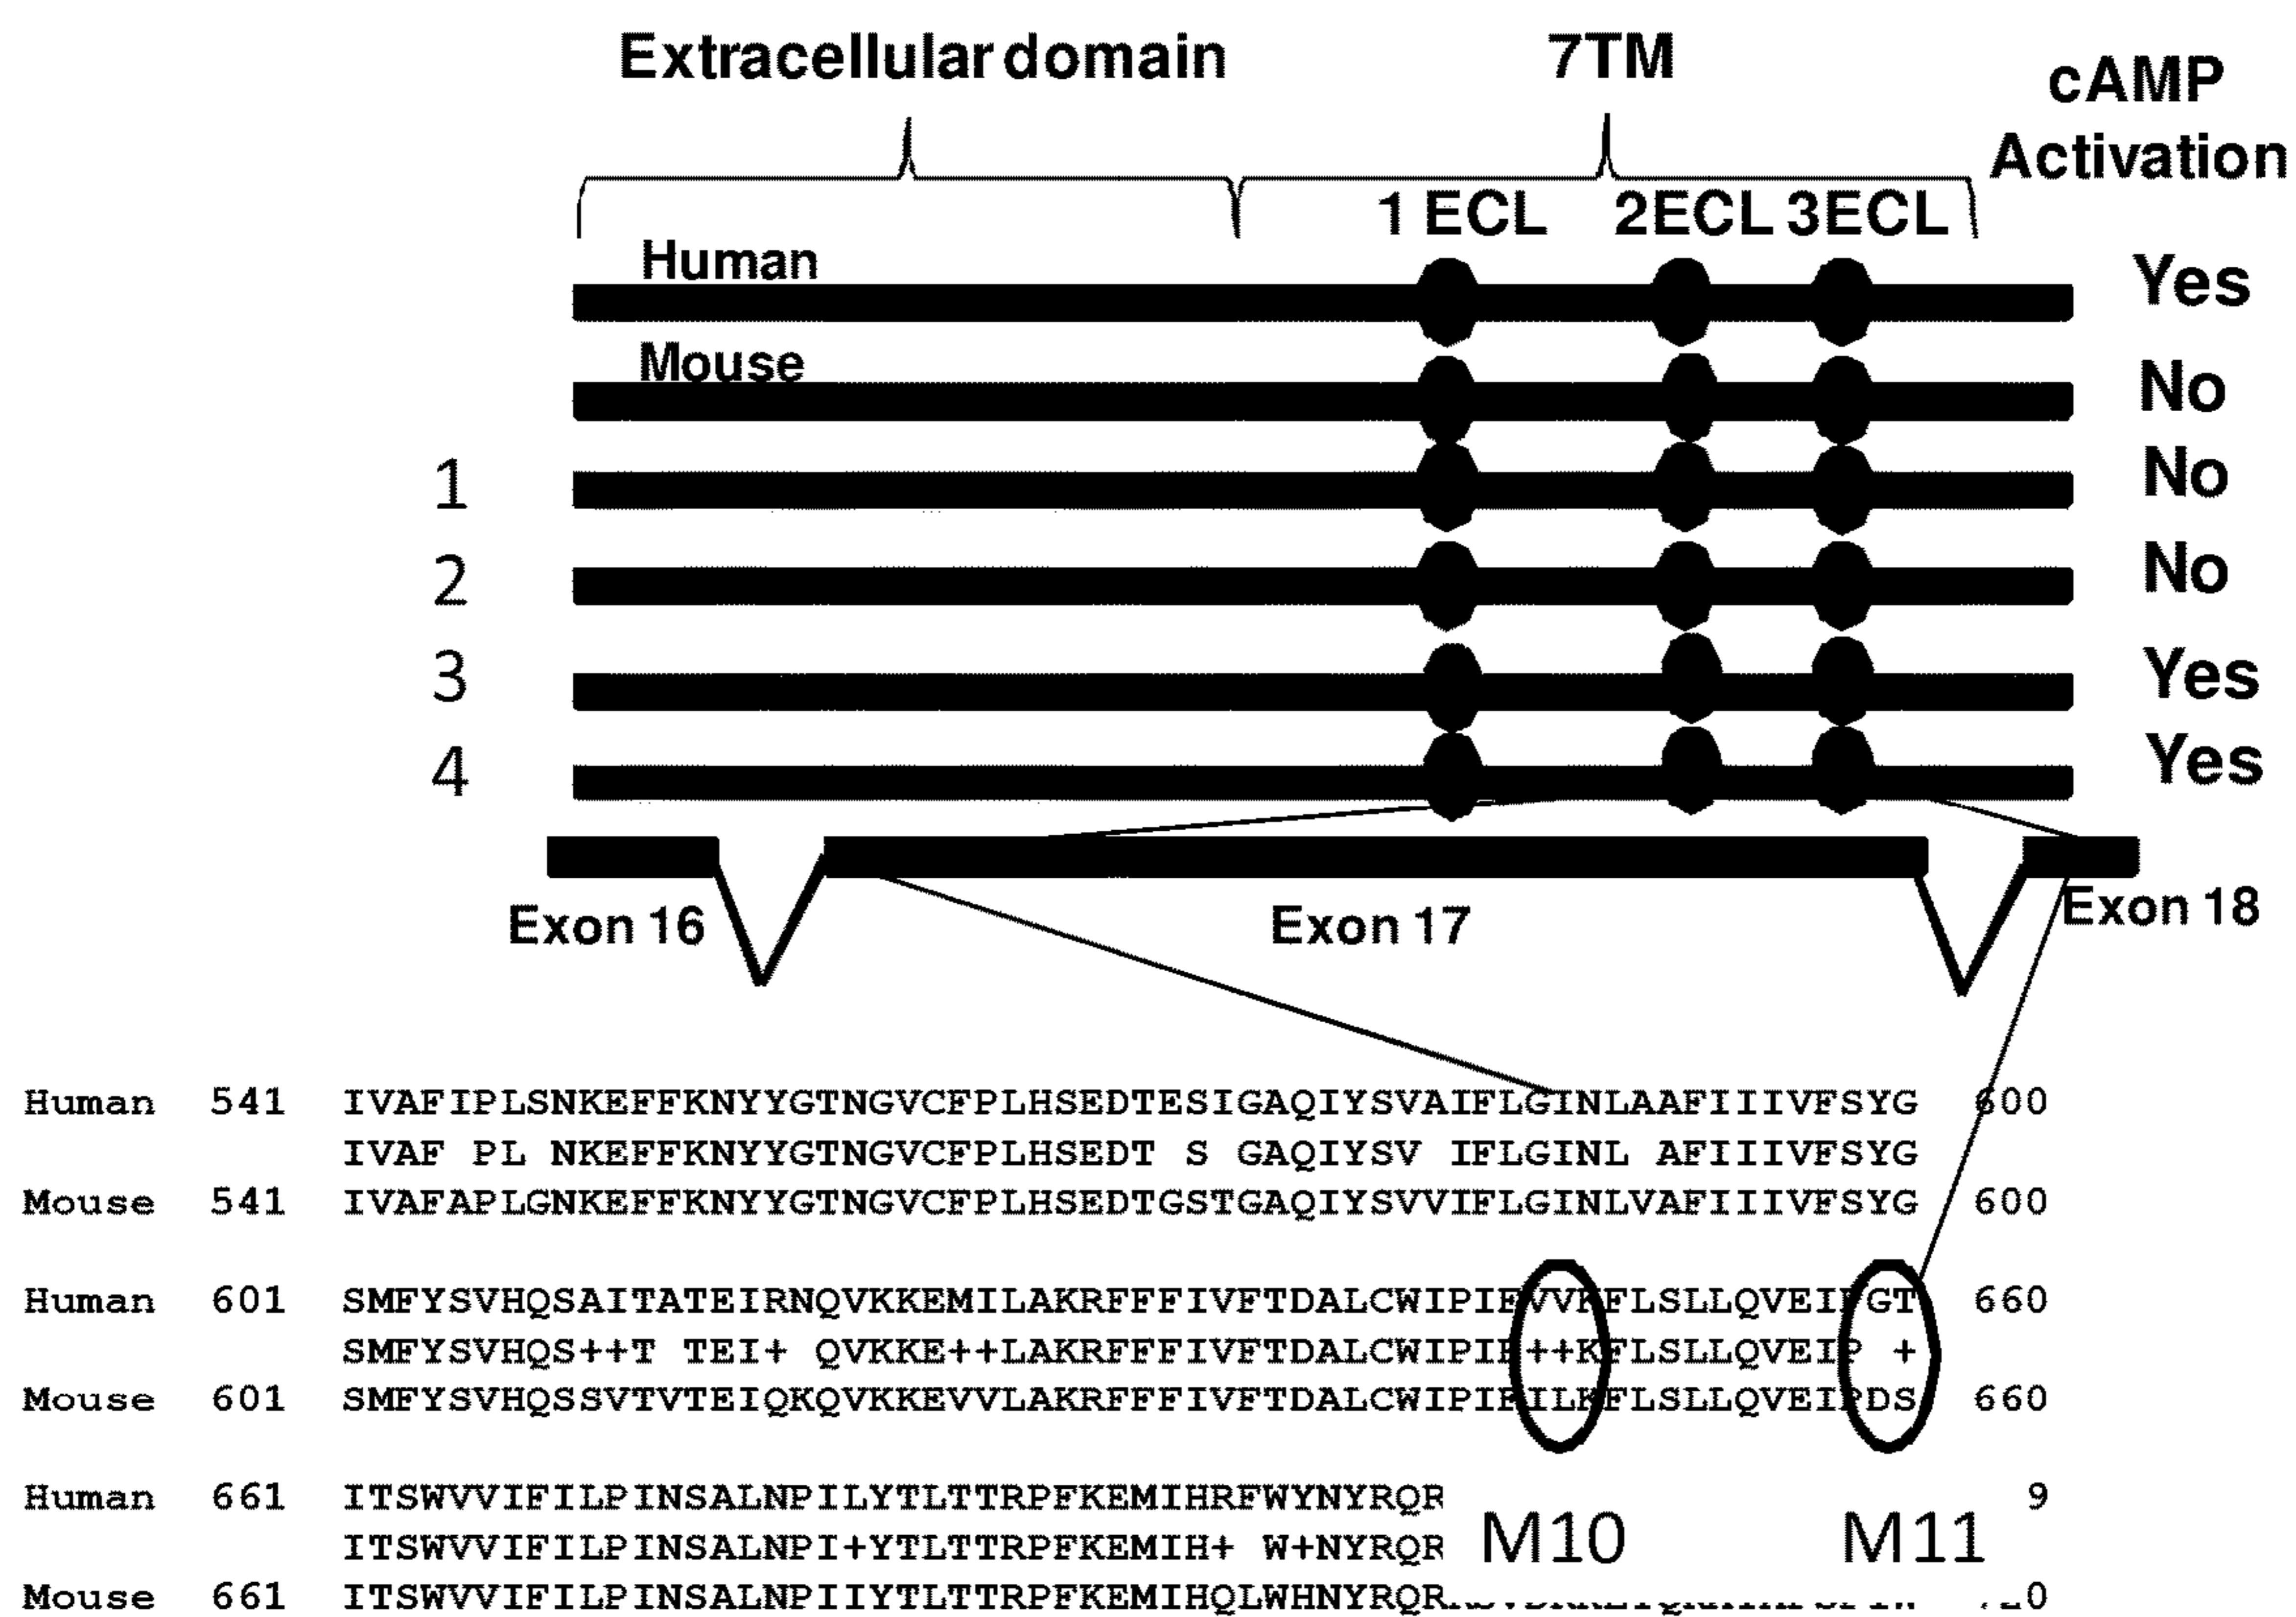 Extracellular domain
7TM
cAMP
Activation
1 ECL
2ECL
3ECL
Human
Yes
Mouse
No
1
No
2
No
3
Yes
4
Yes
Exon 16
Exon 17
Exon 18
Human 541 IVAFIPLSNKEFFKNYYGTNGVCFPLHSEDTESIGAQIYSVAIFLGINLAAFIIIVFSYG 600
IVAF PL NKEFFKNYYGTNGVCFPLHSEDT S GAQIYSV IFLGINL AFIIIVFSYG
Mouse 541 IVAFAPLGNKEFFKNYYGTNGVCFPLHSEDTGSTGAQIYSVVIFLGINLVAFIIIVFSYG 600
Human 601 SMFYSVHQSAITATEIRNQVKKEMILAKRFFFIVFTDALCWIPIFVVKFLSLLQVEIPGT 660
SMFYSVHQS++T TEI+ QVKKE++LAKRFFFIVFTDALCWIPIF++KFLSLLQVEIP +
Mouse 601 SMFYSVHQSSVTVTEIQKQVKKEVVLAKRFFFIVFTDALCWIPIFILKFLSLLQVEIPDS 660
Human 661 ITSWVVIFILPINSALNPILYTLTTRPFKEMIHRFWYNYRQR 9
ITSWVVIFILPINSALNPI+YTLTTRPFKEMIH+ W+NYRQR
Mouse 661 ITSWVVIFILPINSALNPIIYTLTTRPFKEMIHQLWHNYRQR 0
M10
M11